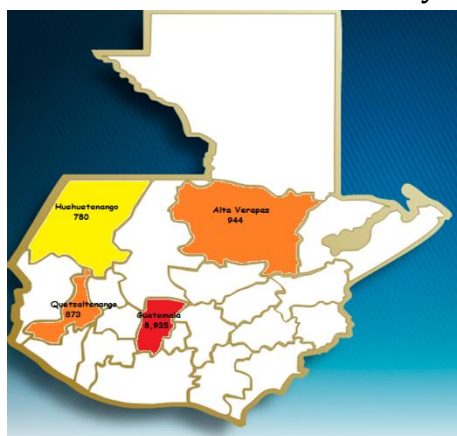 Huehuetenango
780
Alta Verapaz
944
Quetzaltenango
873
Guatemala
8,935